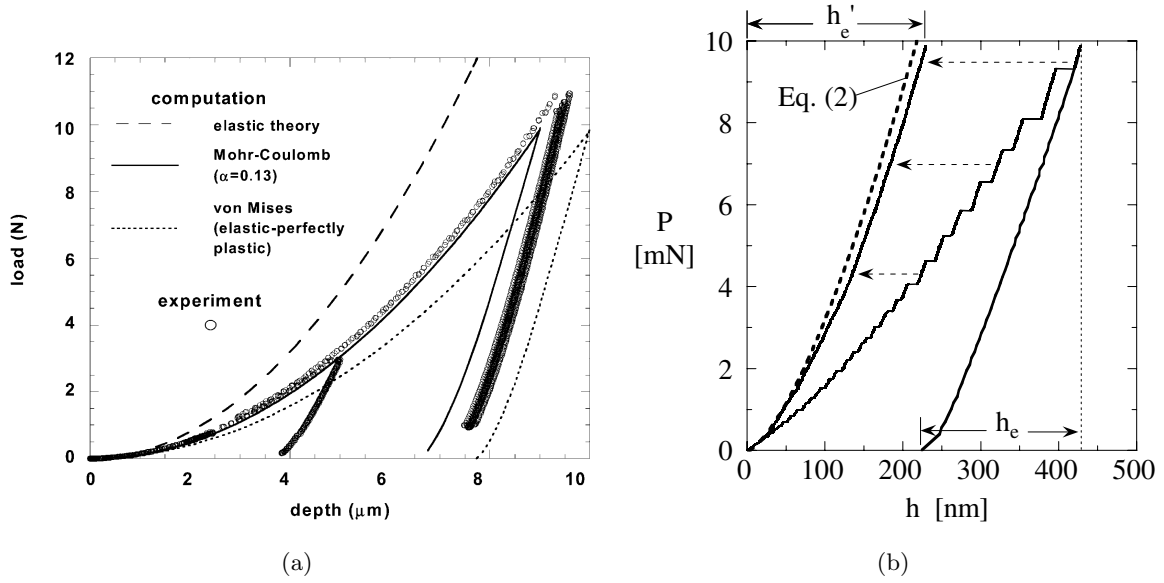 12
10
8
6
4
2
0
load (N)
computation
elastic theory
Mohr-Coulomb
(α=0.13)
von Mises
(elastic-perfectly
plastic)
experiment
0
2
4
6
8
10
depth (μm)
(a)
h_e'
10
8
6
4
2
0
P
[mN]
Eq. (2)
h_e
0
100
200
300
400
500
h [nm]
(b)